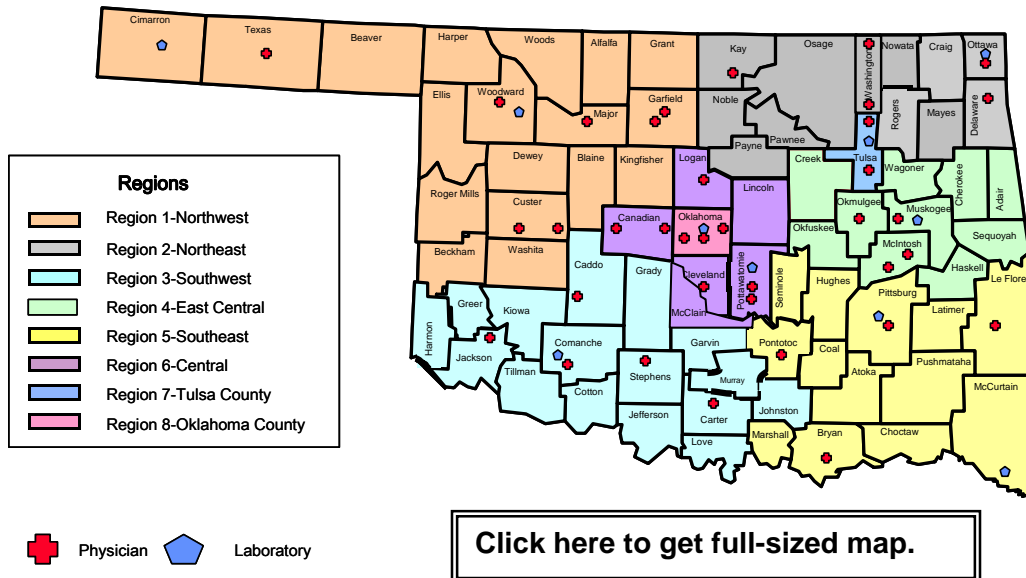 Cimarron
Texas
Beaver
Harper
Woods
Alfalfa
Grant
Kay
Osage
Washington
Nowata
Craig
Ottawa
Ellis
Woodward
Major
Garfield
Noble
Pawnee
Rogers
Mayes
Delaware
Dewey
Blaine
Kingfisher
Logan
Payne
Creek
Tulsa
Wagoner
Cherokee
Adair
Roger Mills
Custer
Canadian
Oklahoma
Lincoln
Okmulgee
Muskogee
Okfuskee
McIntosh
Sequoyah
Beckham
Washita
Caddo
Grady
Cleveland
Pottawatomie
Seminole
Hughes
Pittsburg
Haskell
Le Flore
Harmon
Greer
Kiowa
McClain
Latimer
Jackson
Comanche
Garvin
Pontotoc
Coal
Pushmataha
Tillman
Stephens
Murray
Atoka
McCurtain
Cotton
Jefferson
Carter
Johnston
Love
Marshall
Bryan
Choctaw
Regions
Region 1-Northwest
Region 2-Northeast
Region 3-Southwest
Region 4-East Central
Region 5-Southeast
Region 6-Central
Region 7-Tulsa County
Region 8-Oklahoma County
Physician
Laboratory
Click here to get full-sized map.